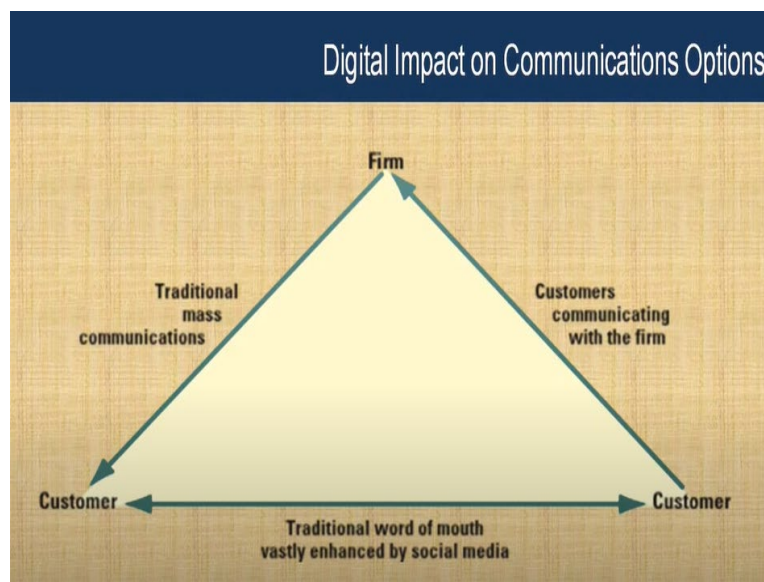 Digital Impact on Communications Options
Firm
Traditional
mass
communications
Customers
communicating
with the firm
Customer
Customer
Traditional word of mouth
vastly enhanced by social media